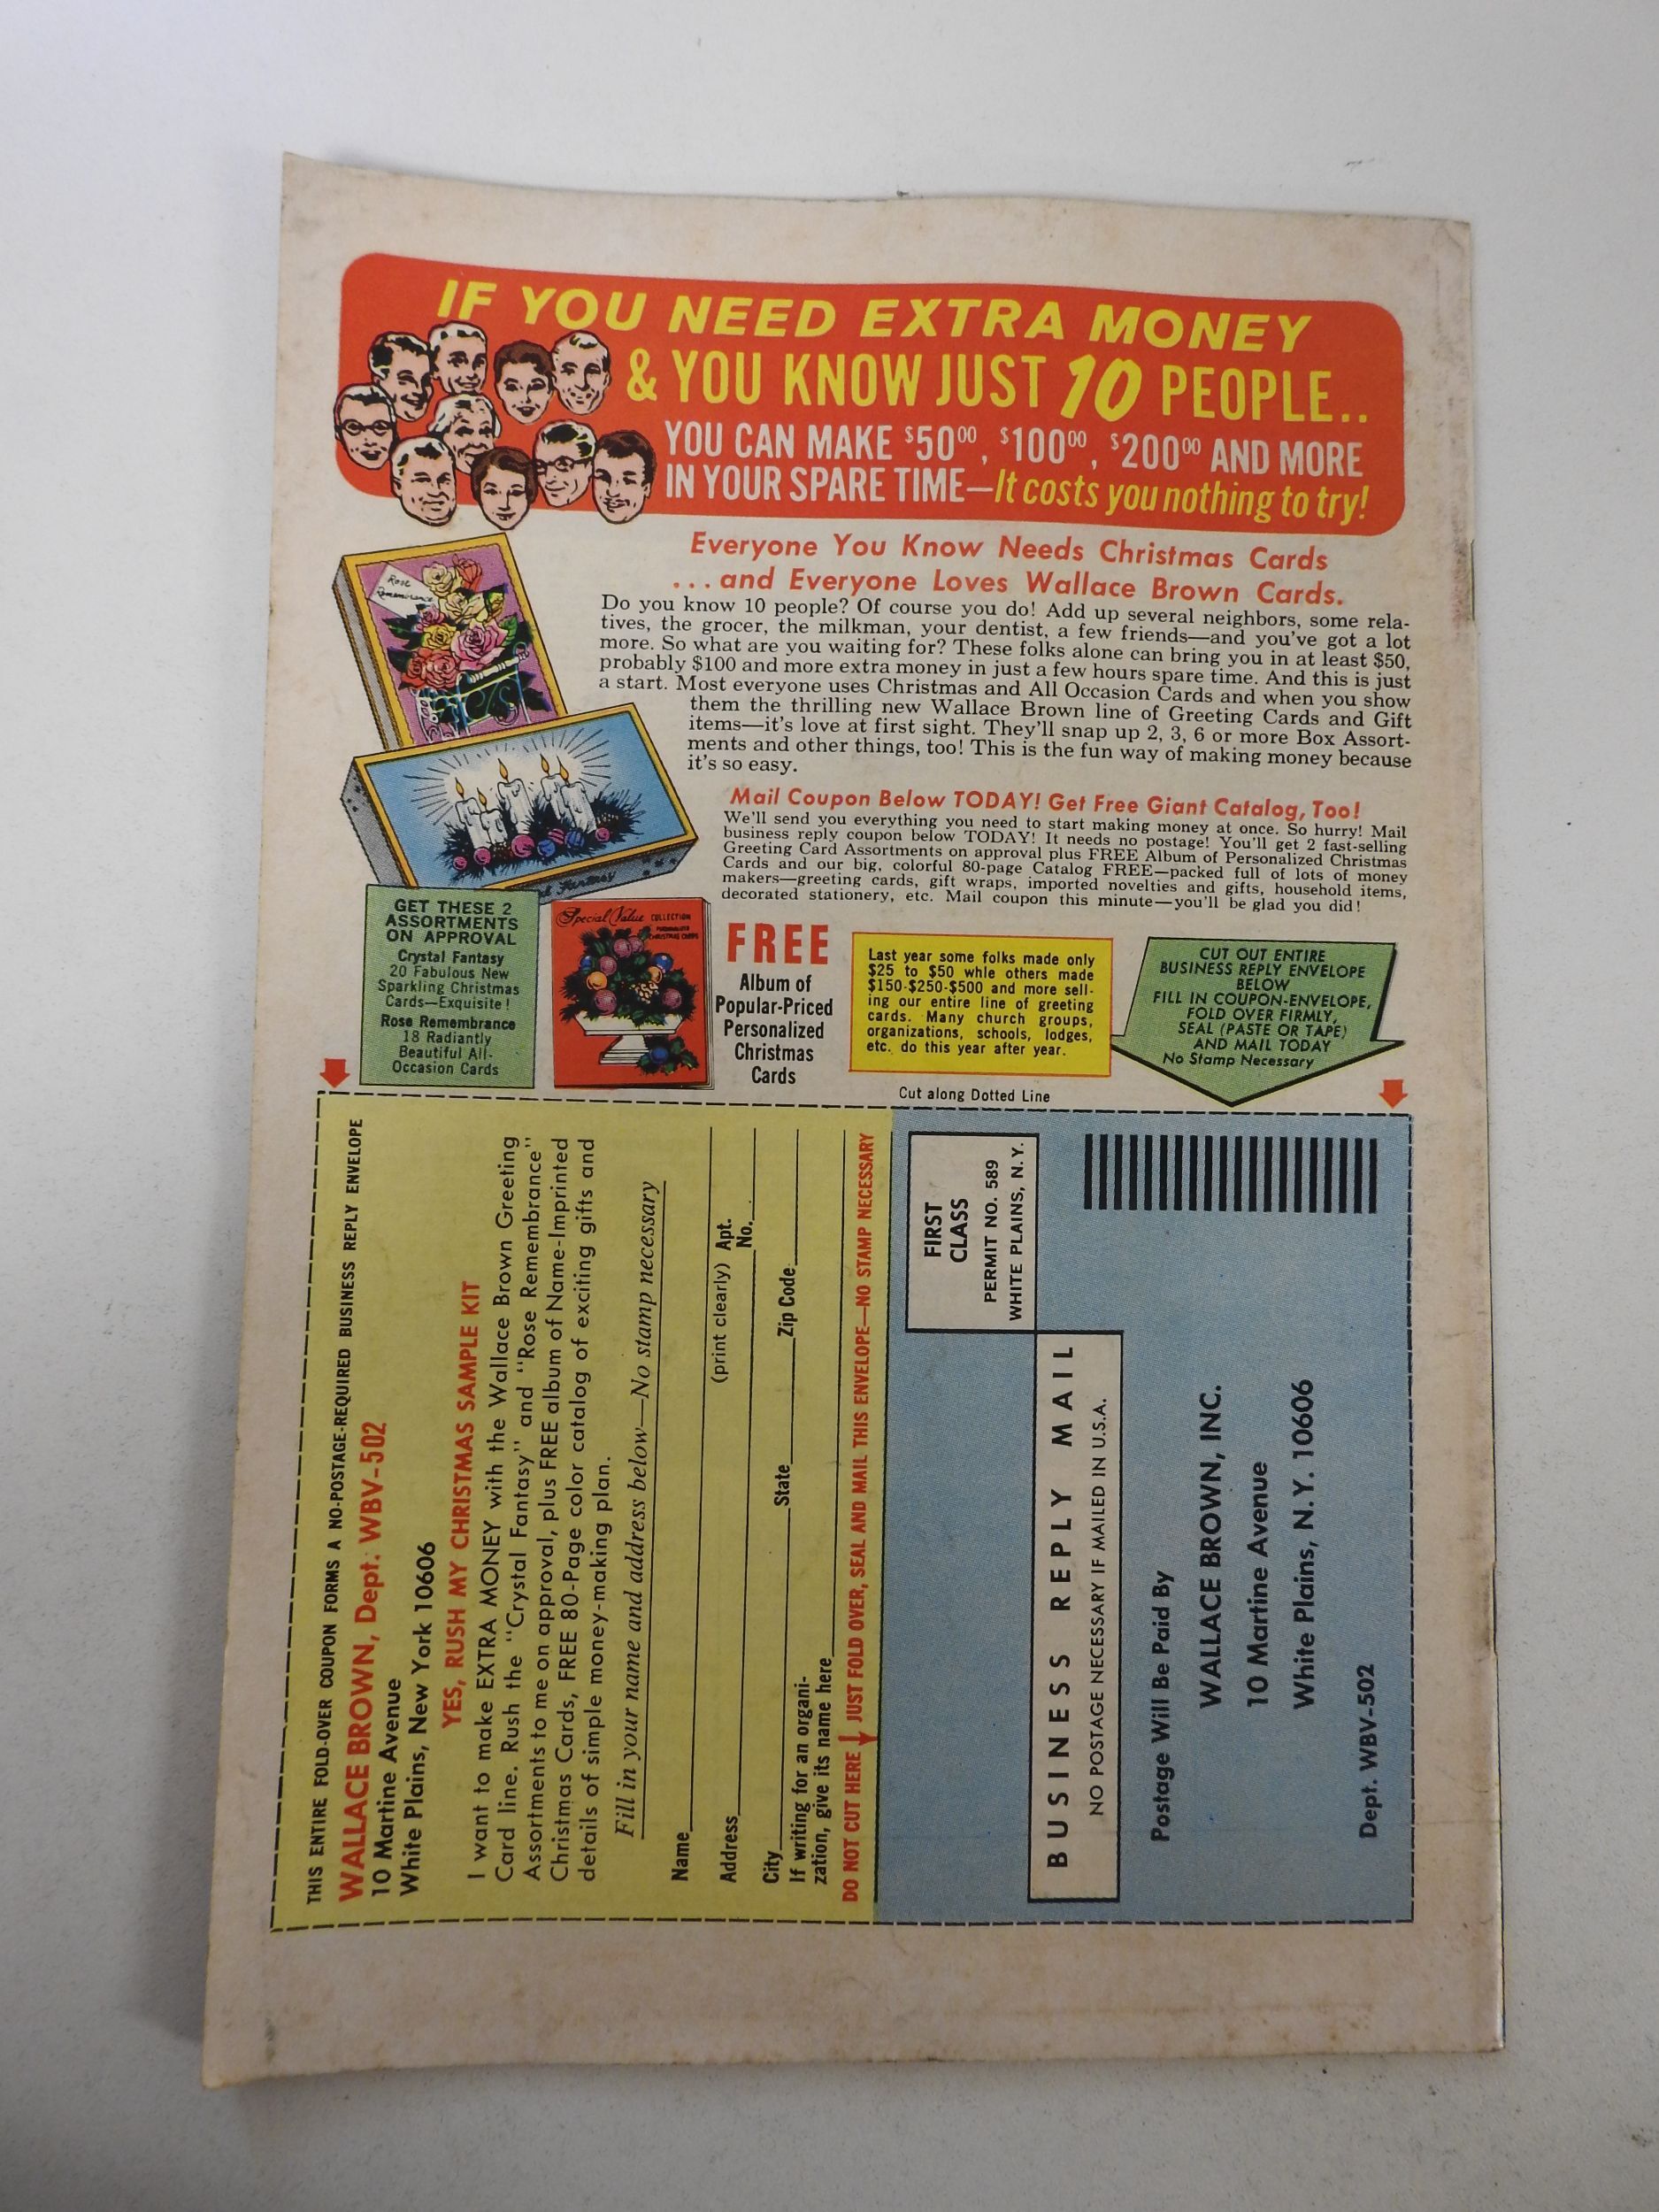 IF YOU NEED EXTRA MONEY
& YOU KNOW JUST 10 PEOPLE..
YOU CAN MAKE $50⁰⁰, $100⁰⁰, $200⁰⁰ AND MORE
IN YOUR SPARE TIME—It costs you nothing to try!
Everyone You Know Needs Christmas Cards
...and Everyone Loves Wallace Brown Cards.
Do you know 10 people? Of course you do! Add up several neighbors, some rela-
tives, the grocer, the milkman, your dentist, a few friends—and you've got a lot
more. So what are you waiting for? These folks alone can bring you in at least $50,
probably $100 and more extra money in just a few hours spare time. And this is just
a start. Most everyone uses Christmas and All Occasion Cards and when you show
them the thrilling new Wallace Brown line of Greeting Cards and Gift
items—it's love at first sight. They'll snap up 2, 3, 6 or more Box Assort-
ments and other things, too! This is the fun way of making money because
it's so easy.
Rose
Remembrance
Mail Coupon Below TODAY! Get Free Giant Catalog, Too!
We'll send you everything you need to start making money at once. So hurry! Mail
business reply coupon below TODAY! It needs no postage! You'll get 2 fast-selling
Greeting Card Assortments on approval plus FREE Album of Personalized Christmas
Cards and our big, colorful 80-page Catalog FREE—packed full of lots of money
makers—greeting cards, gift wraps, imported novelties and gifts, household items,
decorated stationery, etc. Mail coupon this minute—you'll be glad you did!
Fantasy
GET THESE 2
ASSORTMENTS
ON APPROVAL
Crystal Fantasy
20 Fabulous New
Sparkling Christmas
Cards—Exquisite!
Rose Remembrance
18 Radiantly
Beautiful All-
Occasion Cards
Special Value COLLECTION
PERSONALIZED
CHRISTMAS CARDS
FREE
Album of
Popular-Priced
Personalized
Christmas
Cards
Last year some folks made only
$25 to $50 whle others made
$150-$250-$500 and more sell-
ing our entire line of greeting
cards. Many church groups,
organizations, schools, lodges,
etc. do this year after year.
CUT OUT ENTIRE
BUSINESS REPLY ENVELOPE
BELOW
FILL IN COUPON-ENVELOPE,
FOLD OVER FIRMLY,
SEAL (PASTE OR TAPE)
AND MAIL TODAY
No Stamp Necessary
Cut along Dotted Line
THIS ENTIRE FOLD-OVER COUPON FORMS A NO-POSTAGE-REQUIRED BUSINESS REPLY ENVELOPE
WALLACE BROWN, Dept. WBV-502
10 Martine Avenue
White Plains, New York 10606
YES, RUSH MY CHRISTMAS SAMPLE KIT
I want to make EXTRA MONEY with the Wallace Brown Greeting
Card line. Rush the "Crystal Fantasy" and "Rose Remembrance"
Assortments to me on approval, plus FREE album of Name-Imprinted
Christmas Cards, FREE 80-Page color catalog of exciting gifts and
details of simple money-making plan.
Fill in your name and address below—No stamp necessary
Name
(print clearly)
Address Apt. No.
City State Zip Code
If writing for an organi-
zation, give its name here
DO NOT CUT HERE JUST FOLD OVER, SEAL AND MAIL THIS ENVELOPE—NO STAMP NECESSARY
FIRST
CLASS
PERMIT NO. 589
WHITE PLAINS, N.Y.
BUSINESS REPLY MAIL
NO POSTAGE NECESSARY IF MAILED IN U.S.A.
Postage Will Be Paid By
WALLACE BROWN, INC.
10 Martine Avenue
White Plains, N.Y. 10606
Dept. WBV-502